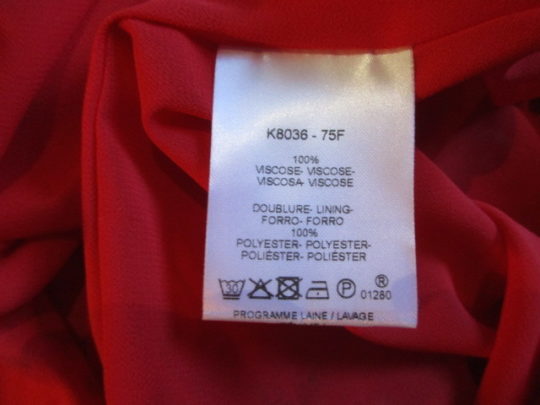 K8036 - 75F
100%
VISCOSE- VISCOSE-
VISCOSA- VISCOSE
DOUBLURE- LINING-
FORRO- FORRO
100%
POLYESTER- POLYESTER-
POLIÉSTER- POLIÉSTER
30 P ® 01280
PROGRAMME LAINE / LAVAGE